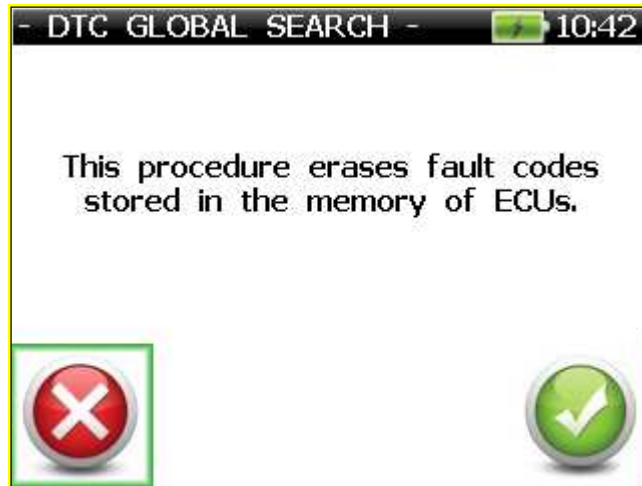 - DTC GLOBAL SEARCH - 10:42
This procedure erases fault codes
stored in the memory of ECUs.